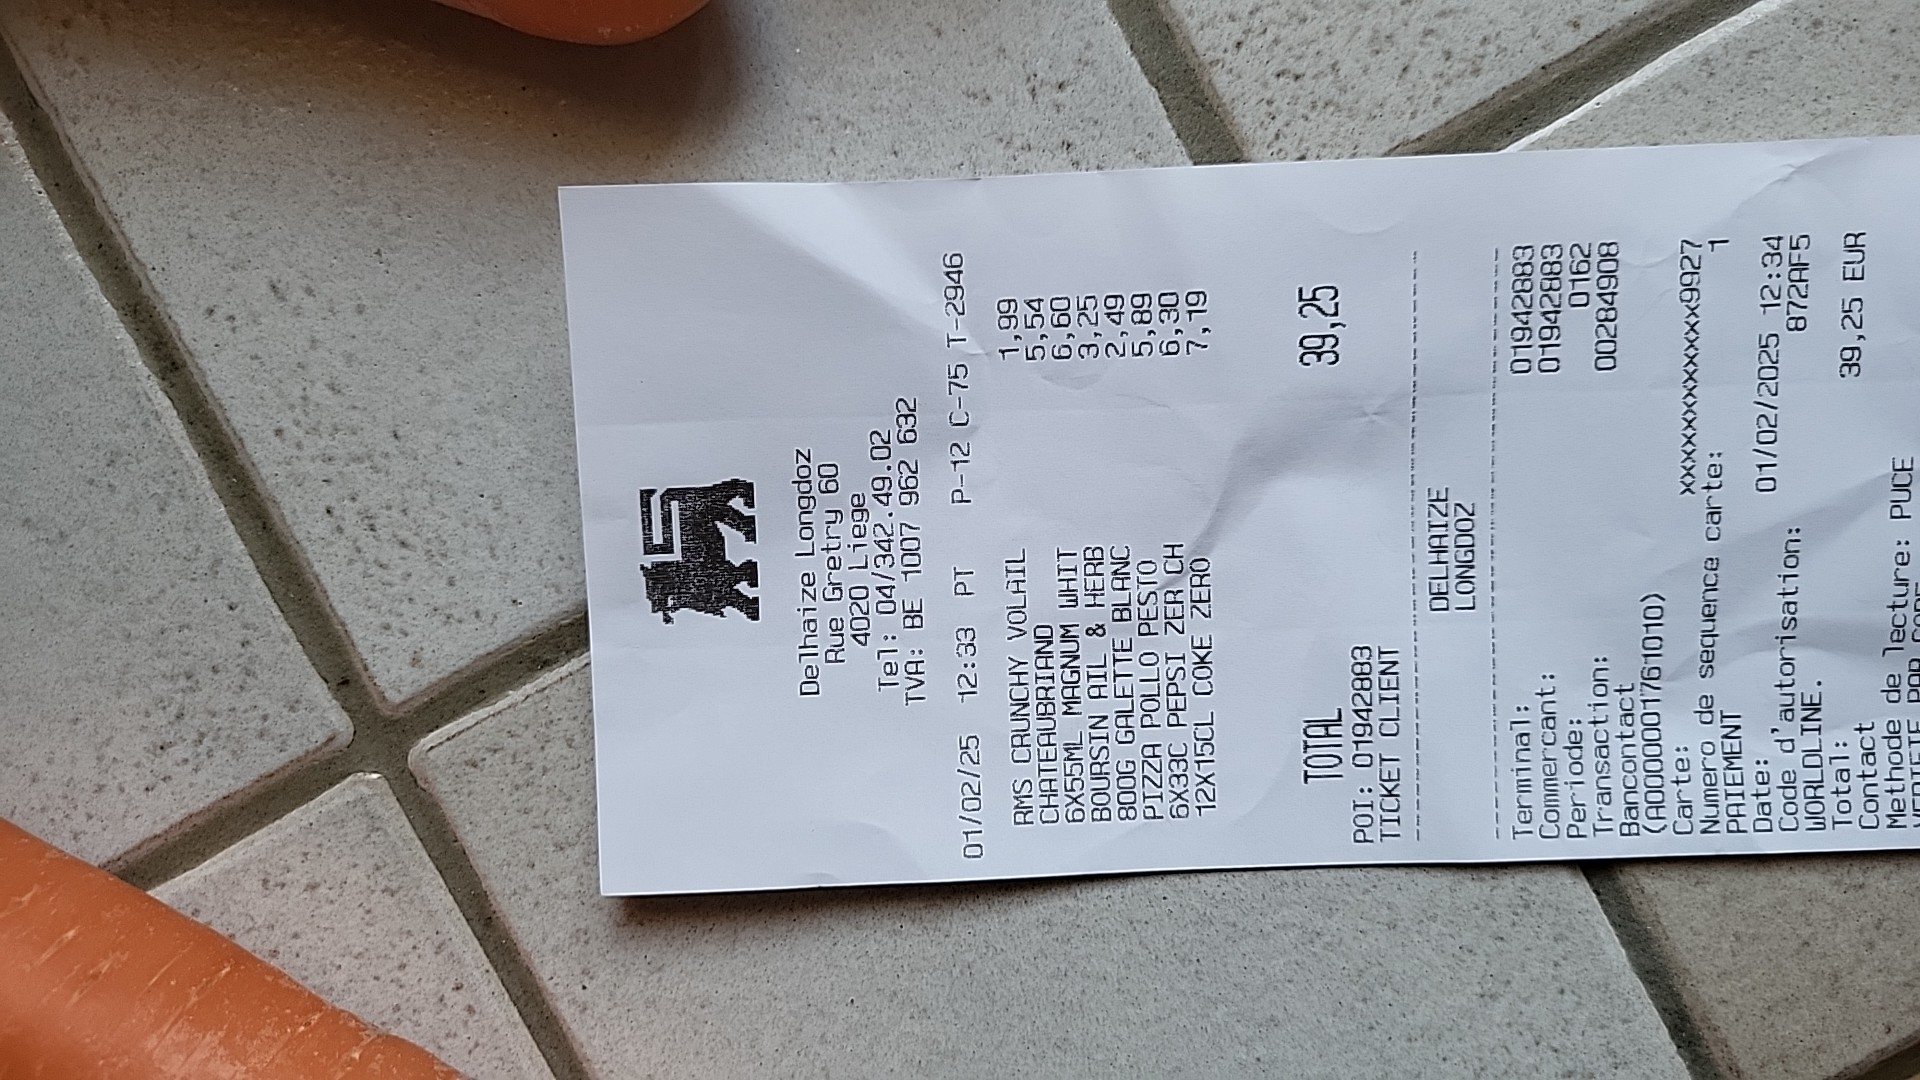 Delhaize Longdoz
Rue Gretry 60
4020 Liege
Tel: 04/342.49.02
TVA: BE 1007 962 632
01/02/25 12:33 PT P-12 C-75 T-2946
RMS CRUNCHY VOLAIL 1,99
CHATEAUBRIAND 5,54
6X55ML MAGNUM WHIT 6,60
BOURSIN AIL & HERB 3,25
800G GALETTE BLANC 2,49
PIZZA POLLO PESTO 5,89
6X33C PEPSI ZER CH 6,30
12X15CL COKE ZERO 7,19
TOTAL 39,25
POI: 01942883
TICKET CLIENT
DELHAIZE
LONGDOZ
Terminal: 01942883
Commercant: 01942883
Periode: 0162
Transaction: 00284908
Bancontact
(A0000001761010)
Carte: xxxxxxxxxxxxx9927
Numero de sequence carte: 1
PAIEMENT
Date: 01/02/2025 12:34
Code d'autorisation: 872AF5
WORLDLINE.
Total: 39,25 EUR
Contact
Methode de lecture: PUCE